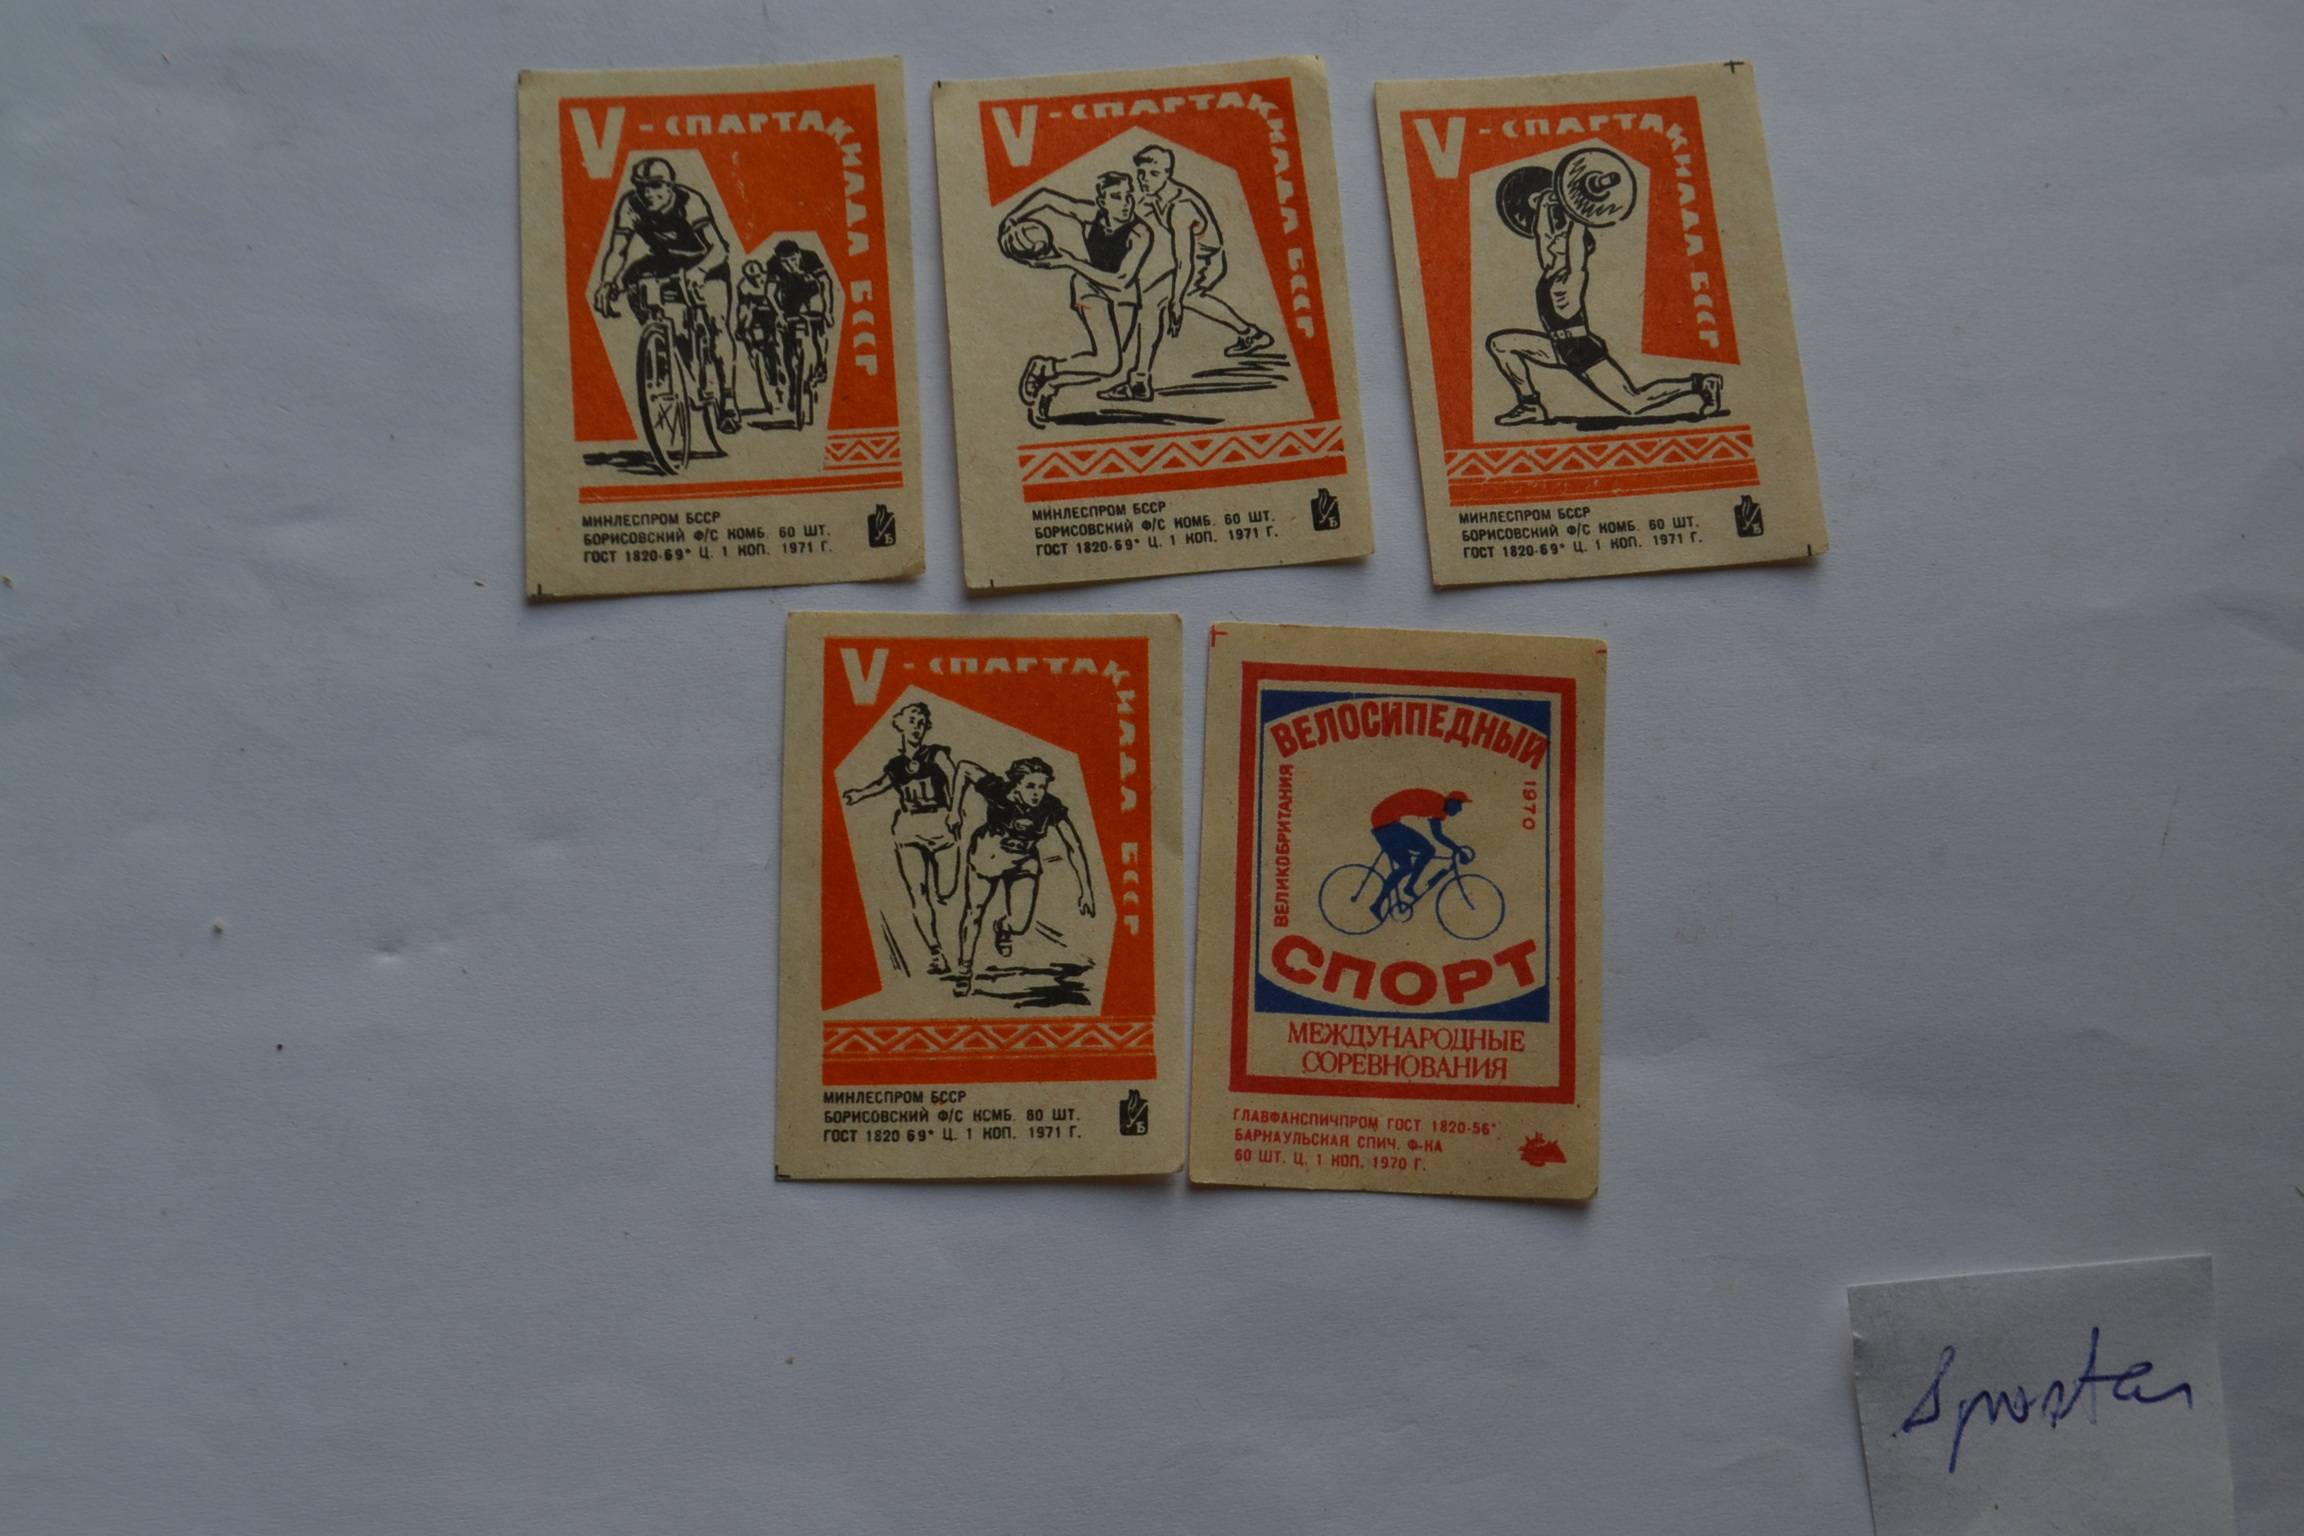 V - СПАРТАКИАДА БССР
МИНЛЕСПРОМ БССР
БОРИСОВСКИЙ Ф/С КОМБ. 60 ШТ.
ГОСТ 1820-69* Ц. 1 КОП. 1971 Г.
Б
V - СПАРТАКИАДА БССР
МИНЛЕСПРОМ БССР
БОРИСОВСКИЙ Ф/С КОМБ. 60 ШТ.
ГОСТ 1820-69* Ц. 1 КОП. 1971 Г.
Б
V - СПАРТАКИАДА БССР
МИНЛЕСПРОМ БССР
БОРИСОВСКИЙ Ф/С КОМБ. 60 ШТ.
ГОСТ 1820-69* Ц. 1 КОП. 1971 Г.
Б
V - СПАРТАКИАДА БССР
МИНЛЕСПРОМ БССР
БОРИСОВСКИЙ Ф/С КОМБ. 60 ШТ.
ГОСТ 1820 69* Ц. 1 КОП. 1971 Г.
Б
ВЕЛОСИПЕДНЫЙ
ВЕЛИКОБРИТАНИЯ
1970
СПОРТ
МЕЖДУНАРОДНЫЕ
СОРЕВНОВАНИЯ
ГЛАВФАНСПИЧПРОМ ГОСТ 1820-56*
БАРНАУЛЬСКАЯ СПИЧ. Ф-КА
60 ШТ. Ц. 1 КОП. 1970 Г.